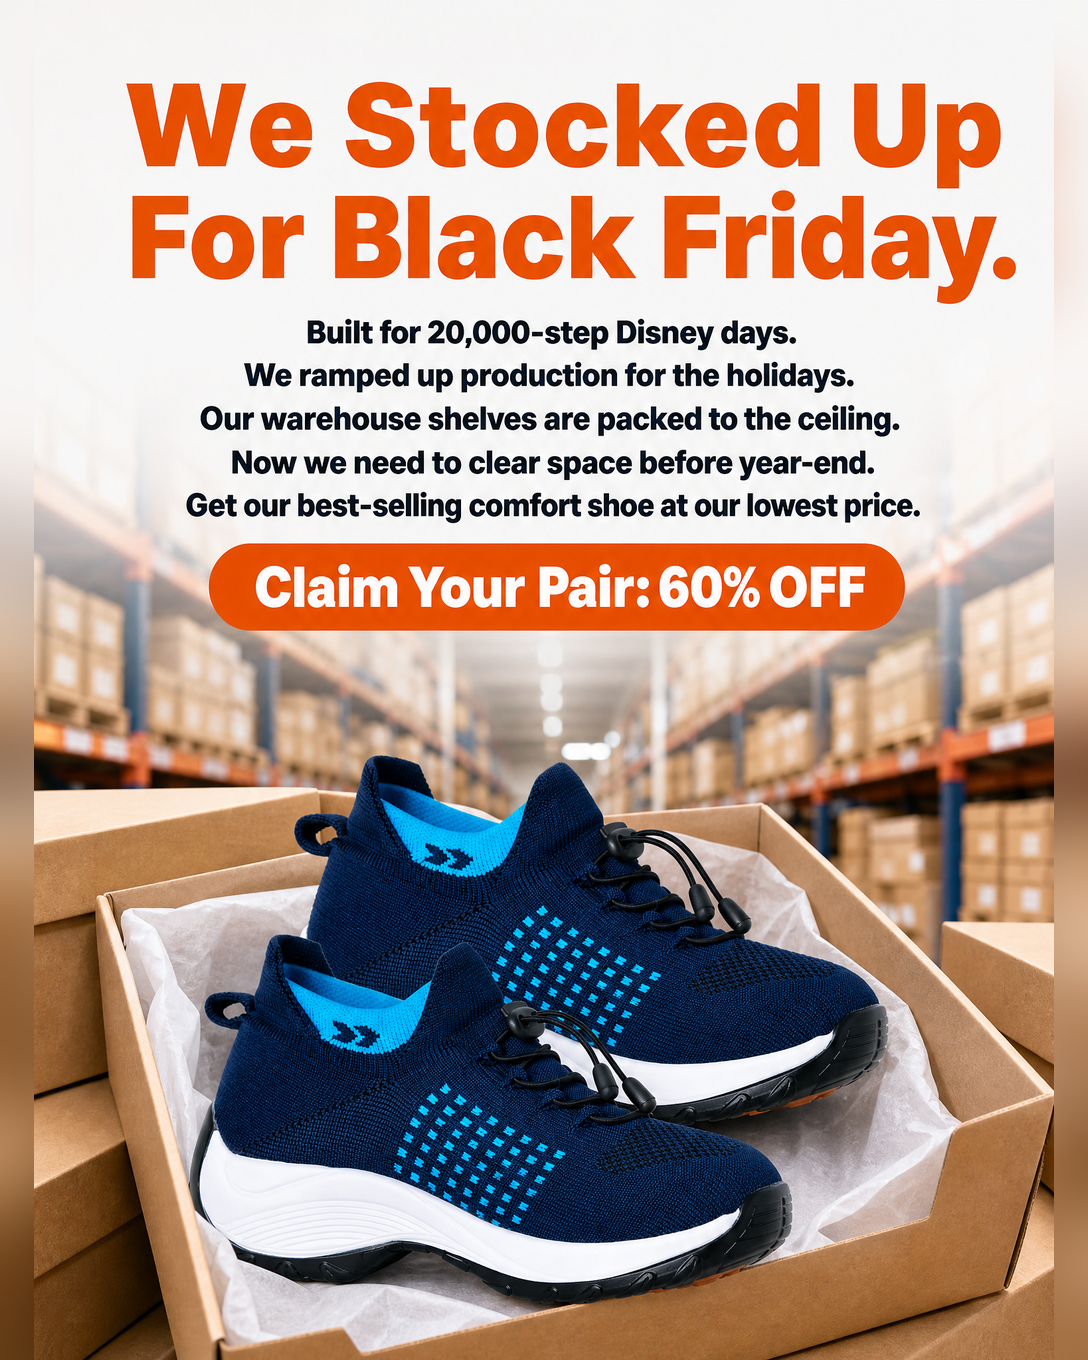 We Stocked Up
For Black Friday.
Built for 20,000-step Disney days.
We ramped up production for the holidays.
Our warehouse shelves are packed to the ceiling.
Now we need to clear space before year-end.
Get our best-selling comfort shoe at our lowest price.
Claim Your Pair: 60% OFF